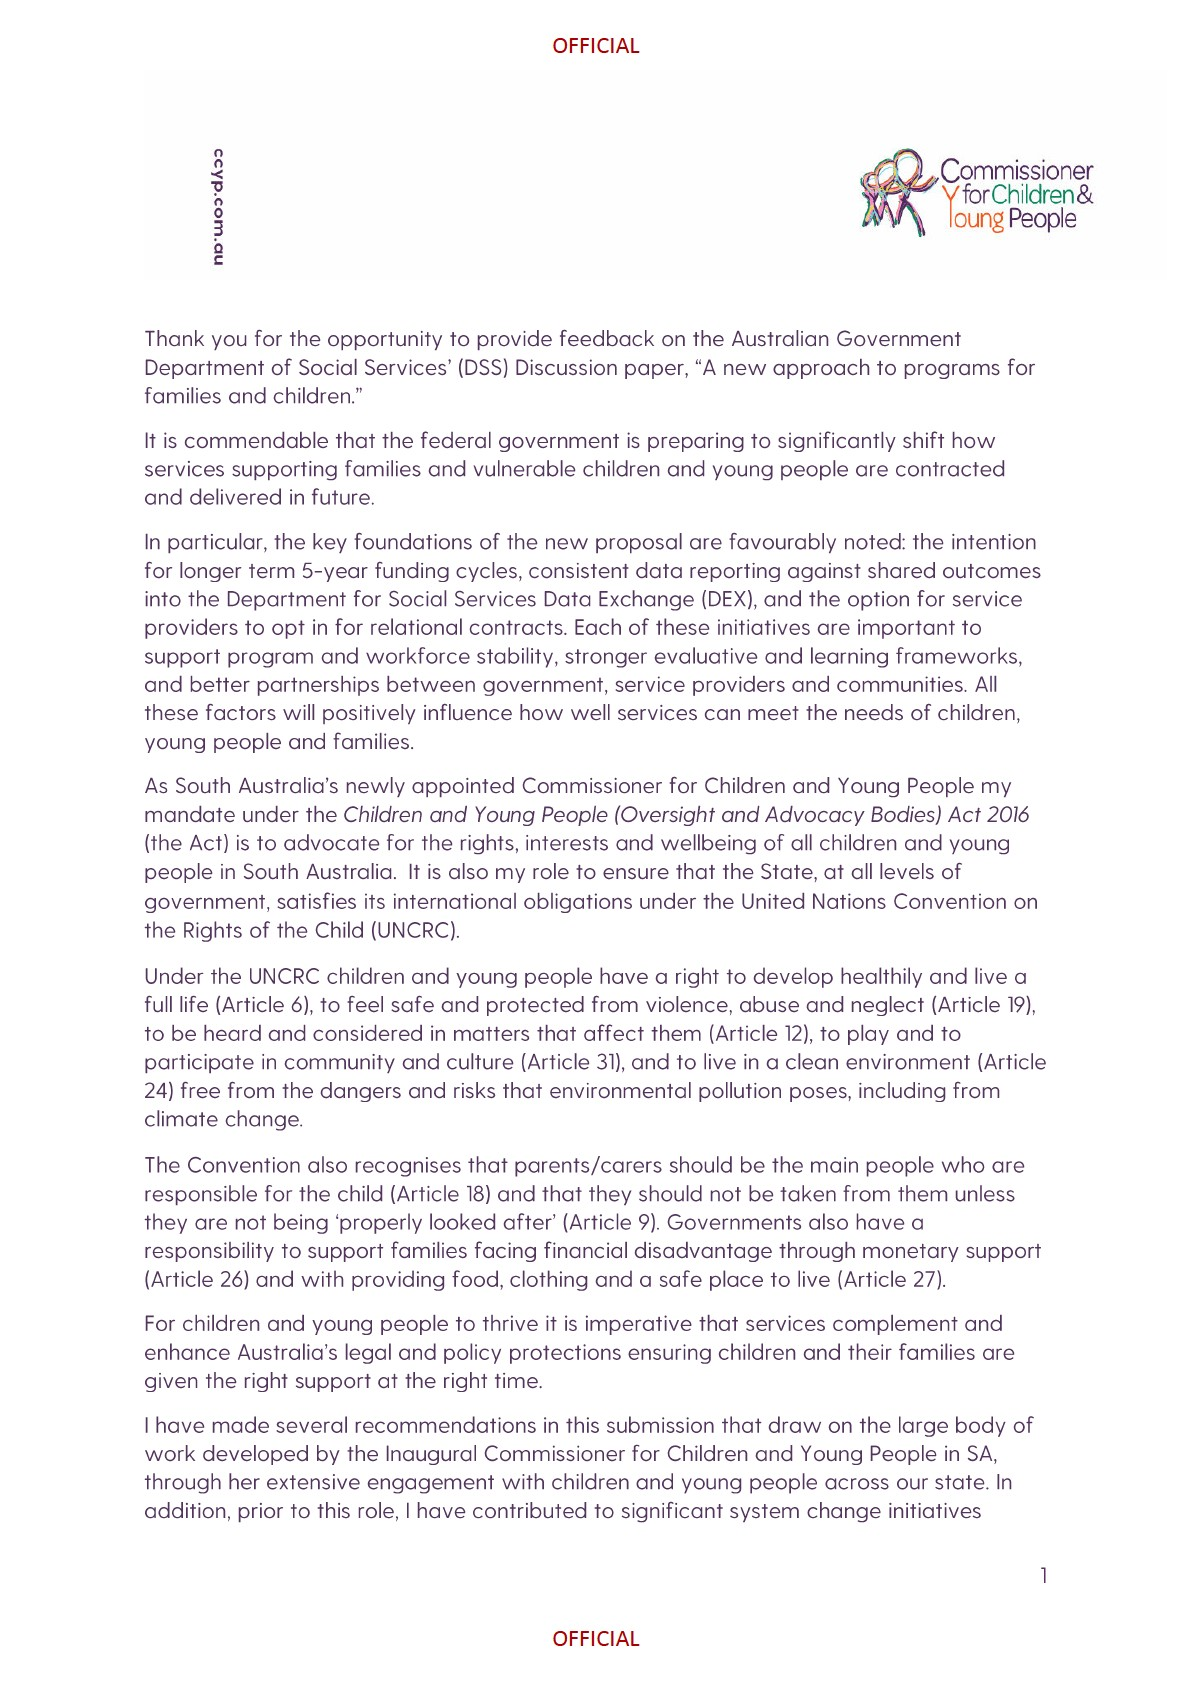 OFFICIAL
ccyp.com.au
Commissioner
for Children &
Young People
Thank you for the opportunity to provide feedback on the Australian Government
Department of Social Services’ (DSS) Discussion paper, “A new approach to programs for
families and children.”
It is commendable that the federal government is preparing to significantly shift how
services supporting families and vulnerable children and young people are contracted
and delivered in future.
In particular, the key foundations of the new proposal are favourably noted: the intention
for longer term 5-year funding cycles, consistent data reporting against shared outcomes
into the Department for Social Services Data Exchange (DEX), and the option for service
providers to opt in for relational contracts. Each of these initiatives are important to
support program and workforce stability, stronger evaluative and learning frameworks,
and better partnerships between government, service providers and communities. All
these factors will positively influence how well services can meet the needs of children,
young people and families.
As South Australia’s newly appointed Commissioner for Children and Young People my
mandate under the Children and Young People (Oversight and Advocacy Bodies) Act 2016
(the Act) is to advocate for the rights, interests and wellbeing of all children and young
people in South Australia.  It is also my role to ensure that the State, at all levels of
government, satisfies its international obligations under the United Nations Convention on
the Rights of the Child (UNCRC).
Under the UNCRC children and young people have a right to develop healthily and live a
full life (Article 6), to feel safe and protected from violence, abuse and neglect (Article 19),
to be heard and considered in matters that affect them (Article 12), to play and to
participate in community and culture (Article 31), and to live in a clean environment (Article
24) free from the dangers and risks that environmental pollution poses, including from
climate change.
The Convention also recognises that parents/carers should be the main people who are
responsible for the child (Article 18) and that they should not be taken from them unless
they are not being ‘properly looked after’ (Article 9). Governments also have a
responsibility to support families facing financial disadvantage through monetary support
(Article 26) and with providing food, clothing and a safe place to live (Article 27).
For children and young people to thrive it is imperative that services complement and
enhance Australia’s legal and policy protections ensuring children and their families are
given the right support at the right time.
I have made several recommendations in this submission that draw on the large body of
work developed by the Inaugural Commissioner for Children and Young People in SA,
through her extensive engagement with children and young people across our state. In
addition, prior to this role, I have contributed to significant system change initiatives
1
OFFICIAL